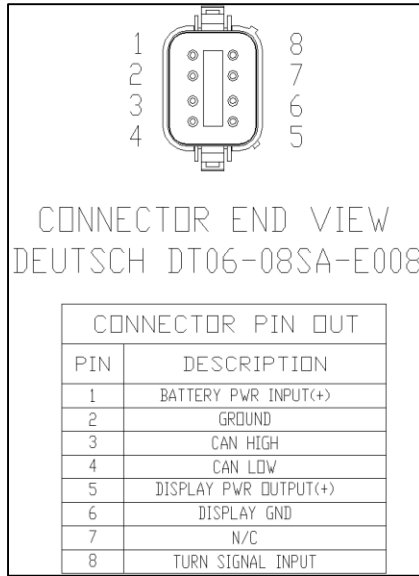 1 8
2 7
3 6
4 5
CONNECTOR END VIEW
DEUTSCH DT06-08SA-E008
CONNECTOR PIN OUT
PIN DESCRIPTION
1 BATTERY PWR INPUT(+)
2 GROUND
3 CAN HIGH
4 CAN LOW
5 DISPLAY PWR OUTPUT(+)
6 DISPLAY GND
7 N/C
8 TURN SIGNAL INPUT